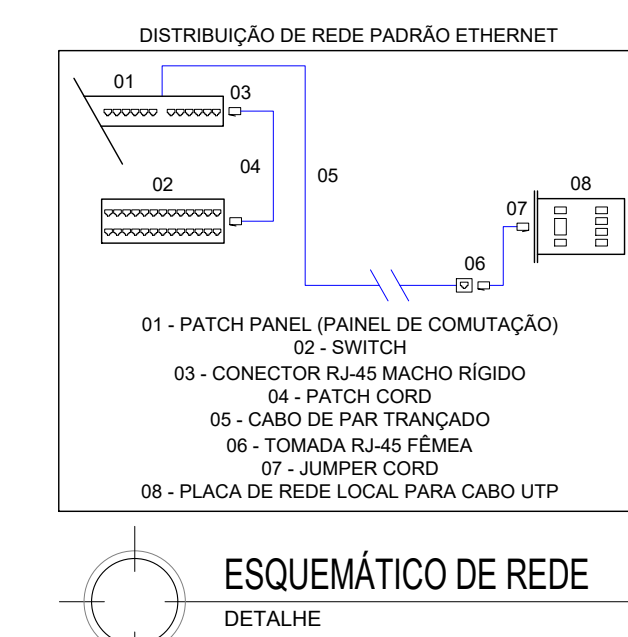 DISTRIBUIÇÃO DE REDE PADRÃO ETHERNET
01
03
04
05
02
08
07
06
01 - PATCH PANEL (PAINEL DE COMUTAÇÃO)
02 - SWITCH
03 - CONECTOR RJ-45 MACHO RÍGIDO
04 - PATCH CORD
05 - CABO DE PAR TRANÇADO
06 - TOMADA RJ-45 FÊMEA
07 - JUMPER CORD
08 - PLACA DE REDE LOCAL PARA CABO UTP
ESQUEMÁTICO DE REDE
DETALHE